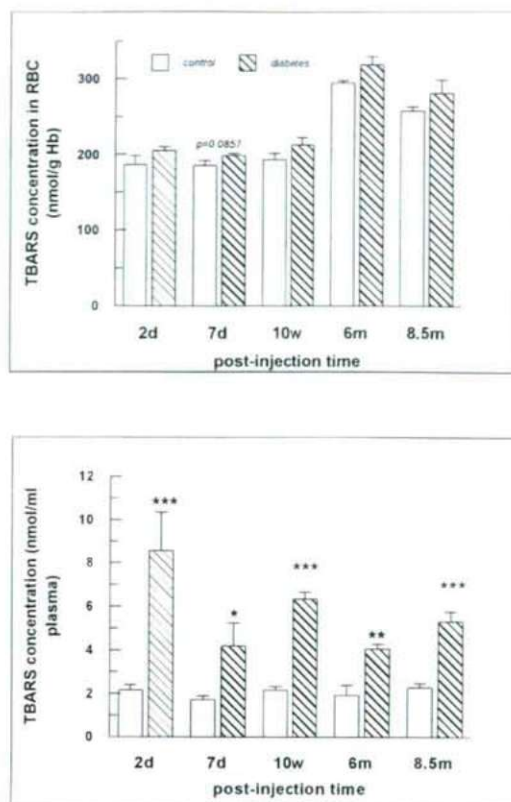 TBARS concentration in RBC
(nmol/g Hb)
300
200
100
0
control
diabetes
p=0.0857
2d 7d 10w 6m 8.5m
post-injection time
TBARS concentration (nmol/ml
plasma)
12
10
8
6
4
2
0
***
*
***
**
***
2d 7d 10w 6m 8.5m
post-injection time